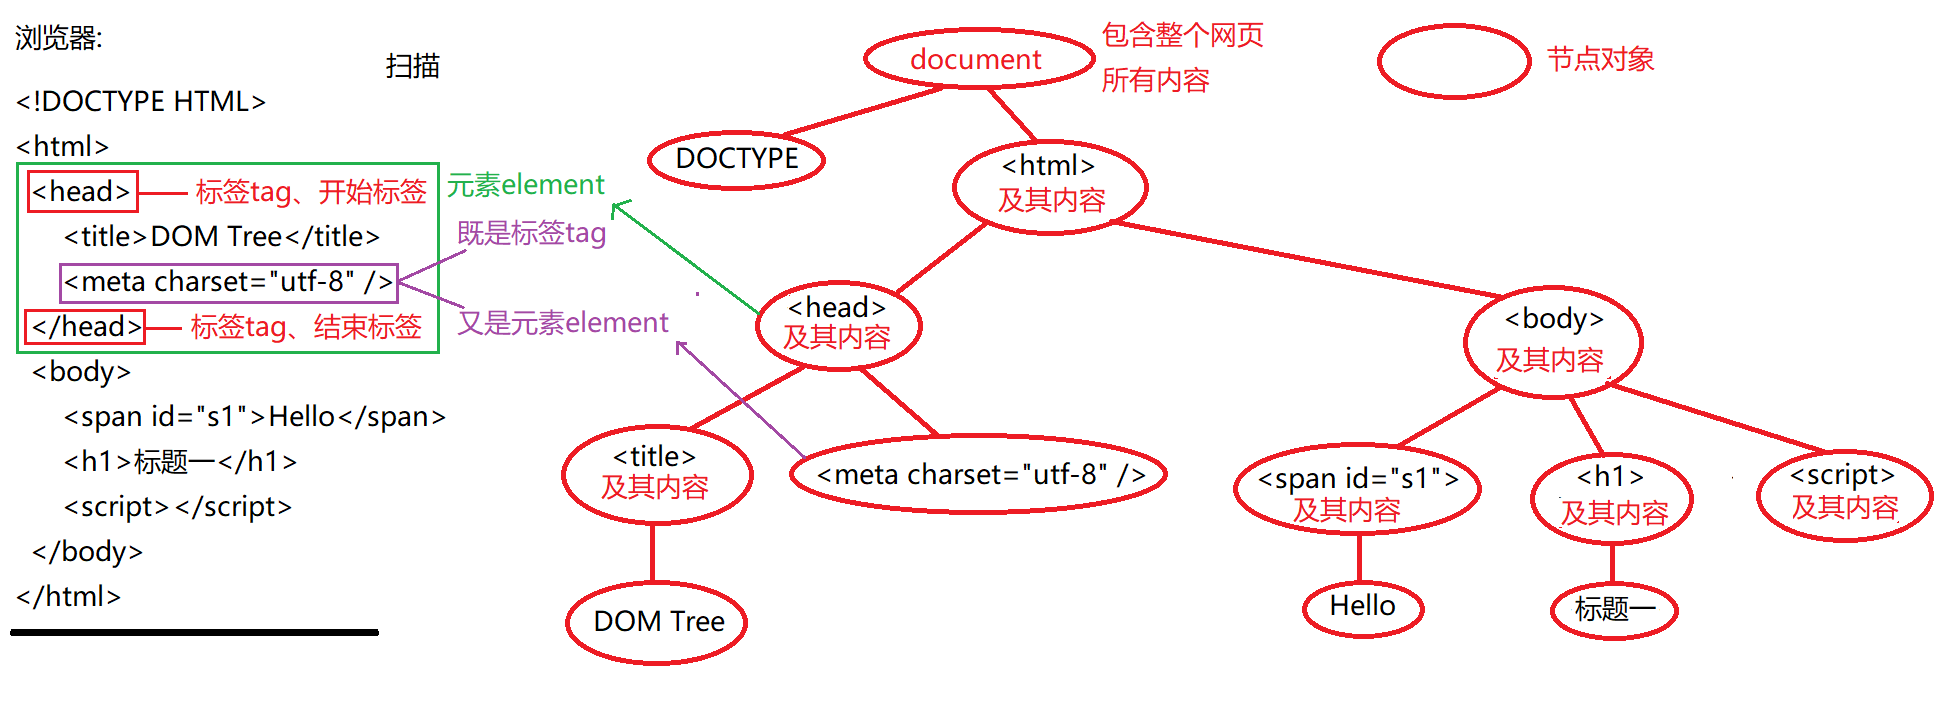 浏览器:
扫描
<!DOCTYPE HTML>
<html>
<head>
标签tag、开始标签
<title>DOM Tree</title>
<meta charset="utf-8" />
</head>
标签tag、结束标签
<body>
<span id="s1">Hello</span>
<h1>标题一</h1>
<script></script>
</body>
</html>
元素element
既是标签tag
又是元素element
document
包含整个网页
所有内容
节点对象
DOCTYPE
<html>
及其内容
<head>
及其内容
<body>
及其内容
<title>
及其内容
<meta charset="utf-8" />
<span id="s1">
及其内容
<h1>
及其内容
<script>
及其内容
DOM Tree
Hello
标题一